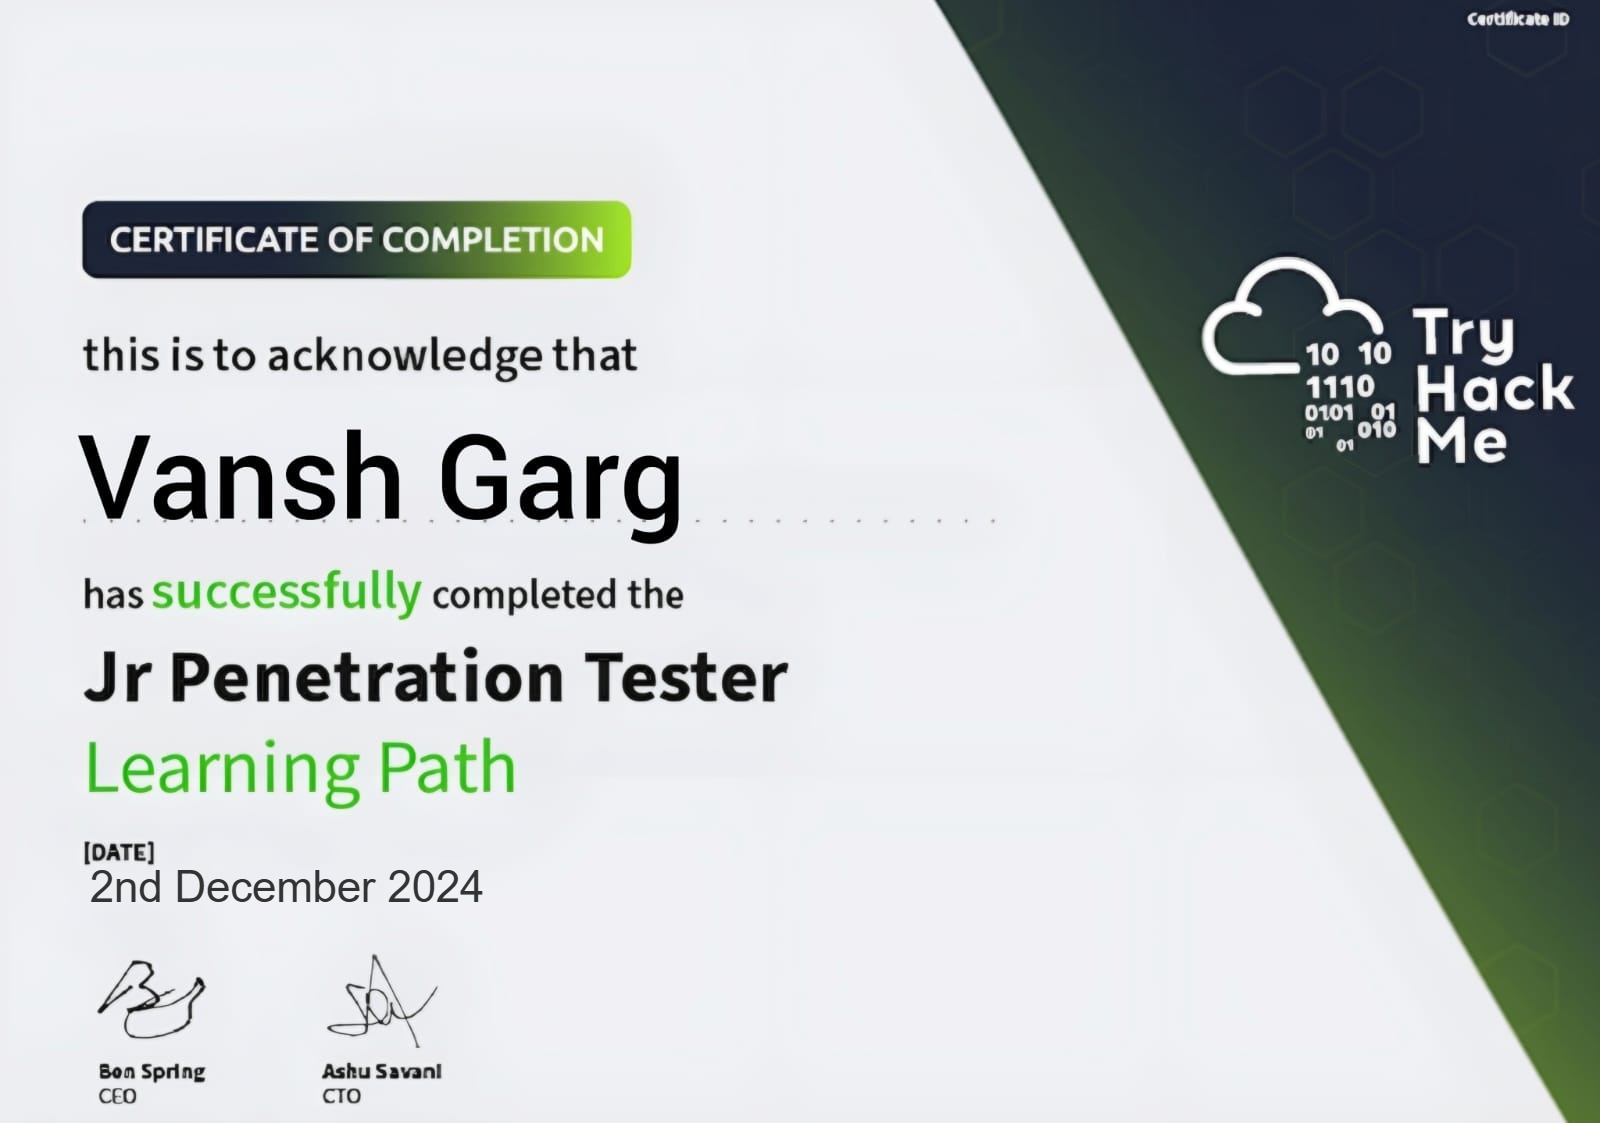 Certificate ID
CERTIFICATE OF COMPLETION
this is to acknowledge that
Vansh Garg
has successfully completed the
Jr Penetration Tester
Learning Path
[DATE]
2nd December 2024
Ben Spring
CEO
Ashu Savani
CTO
10 10
1110
0101 01
01 010
01
Try
Hack
Me